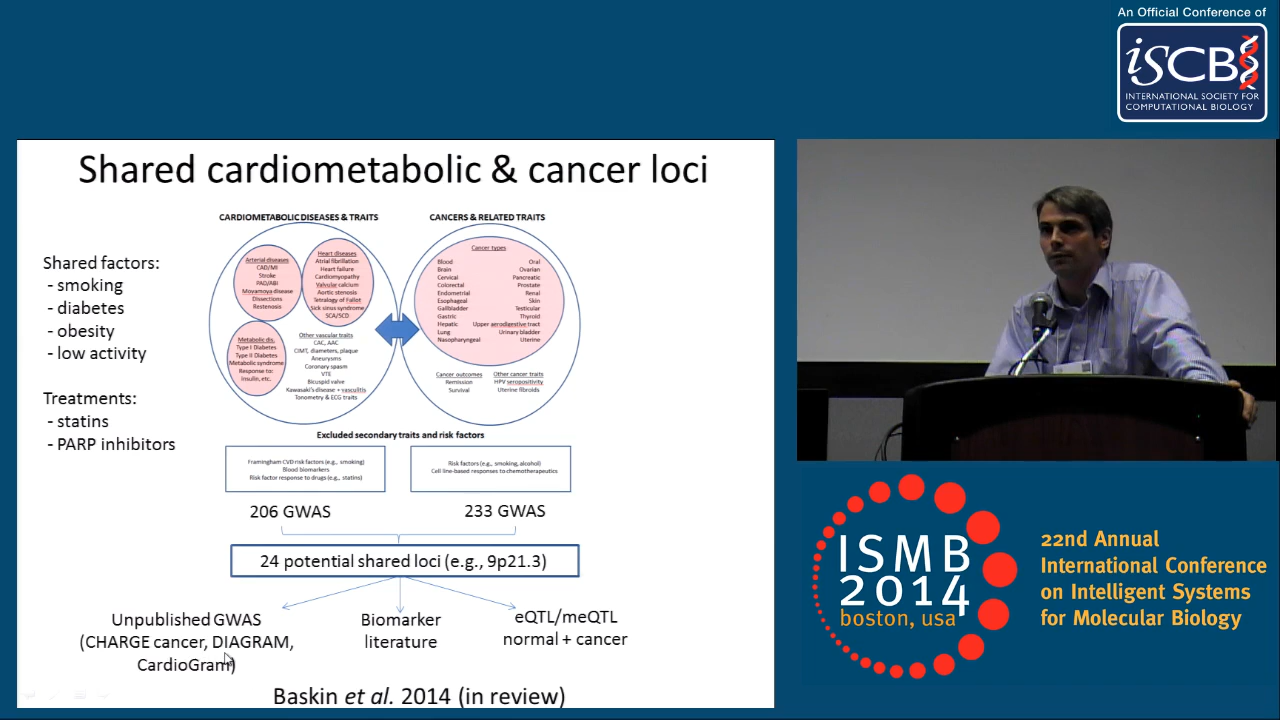 An Official Conference of
iSCB
INTERNATIONAL SOCIETY FOR
COMPUTATIONAL BIOLOGY
Shared cardiometabolic & cancer loci
CARDIOMETABOLIC DISEASES & TRAITS
CANCERS & RELATED TRAITS
Shared factors:
- smoking
- diabetes
- obesity
- low activity
Treatments:
- statins
- PARP inhibitors
Arterial diseases
CAD/MI
Stroke
PAD/ABI
Moyamoya disease
Dissections
Restenosis
Heart diseases
Atrial fibrillation
Heart failure
Cardiomyopathy
Valvular calcium
Aortic stenosis
Tetralogy of Fallot
Sick sinus syndrome
SCA/SCD
Metabolic dis.
Type I Diabetes
Type II Diabetes
Metabolic syndrome
Response to:
Insulin, etc.
Other vascular traits
CAC, AAC
CIMT, diameters, plaque
Aneurysms
Coronary spasm
VTE
Bicuspid valve
Kawasaki's disease + vasculitis
Tonometry & ECG traits
Cancer types
Blood Oral
Brain Ovarian
Cervical Pancreatic
Colorectal Prostate
Endometrial Renal
Esophageal Skin
Gallbladder Testicular
Gastric Thyroid
Hepatic Upper aerodigestive tract
Lung Urinary bladder
Nasopharyngeal Uterine
Cancer outcomes
Remission
Survival
Other cancer traits
HPV seropositivity
Uterine fibroids
Excluded secondary traits and risk factors
Framingham CVD risk factors (e.g., smoking)
Blood biomarkers
Risk factor response to drugs (e.g., statins)
Risk factors (e.g., smoking, alcohol)
Cell line-based responses to chemotherapeutics
206 GWAS
233 GWAS
24 potential shared loci (e.g., 9p21.3)
Unpublished GWAS
(CHARGE cancer, DIAGRAM,
CardioGram)
Biomarker
literature
eQTL/meQTL
normal + cancer
Baskin et al. 2014 (in review)
ISMB
2014
boston, usa
22nd Annual
International Conference
on Intelligent Systems
for Molecular Biology